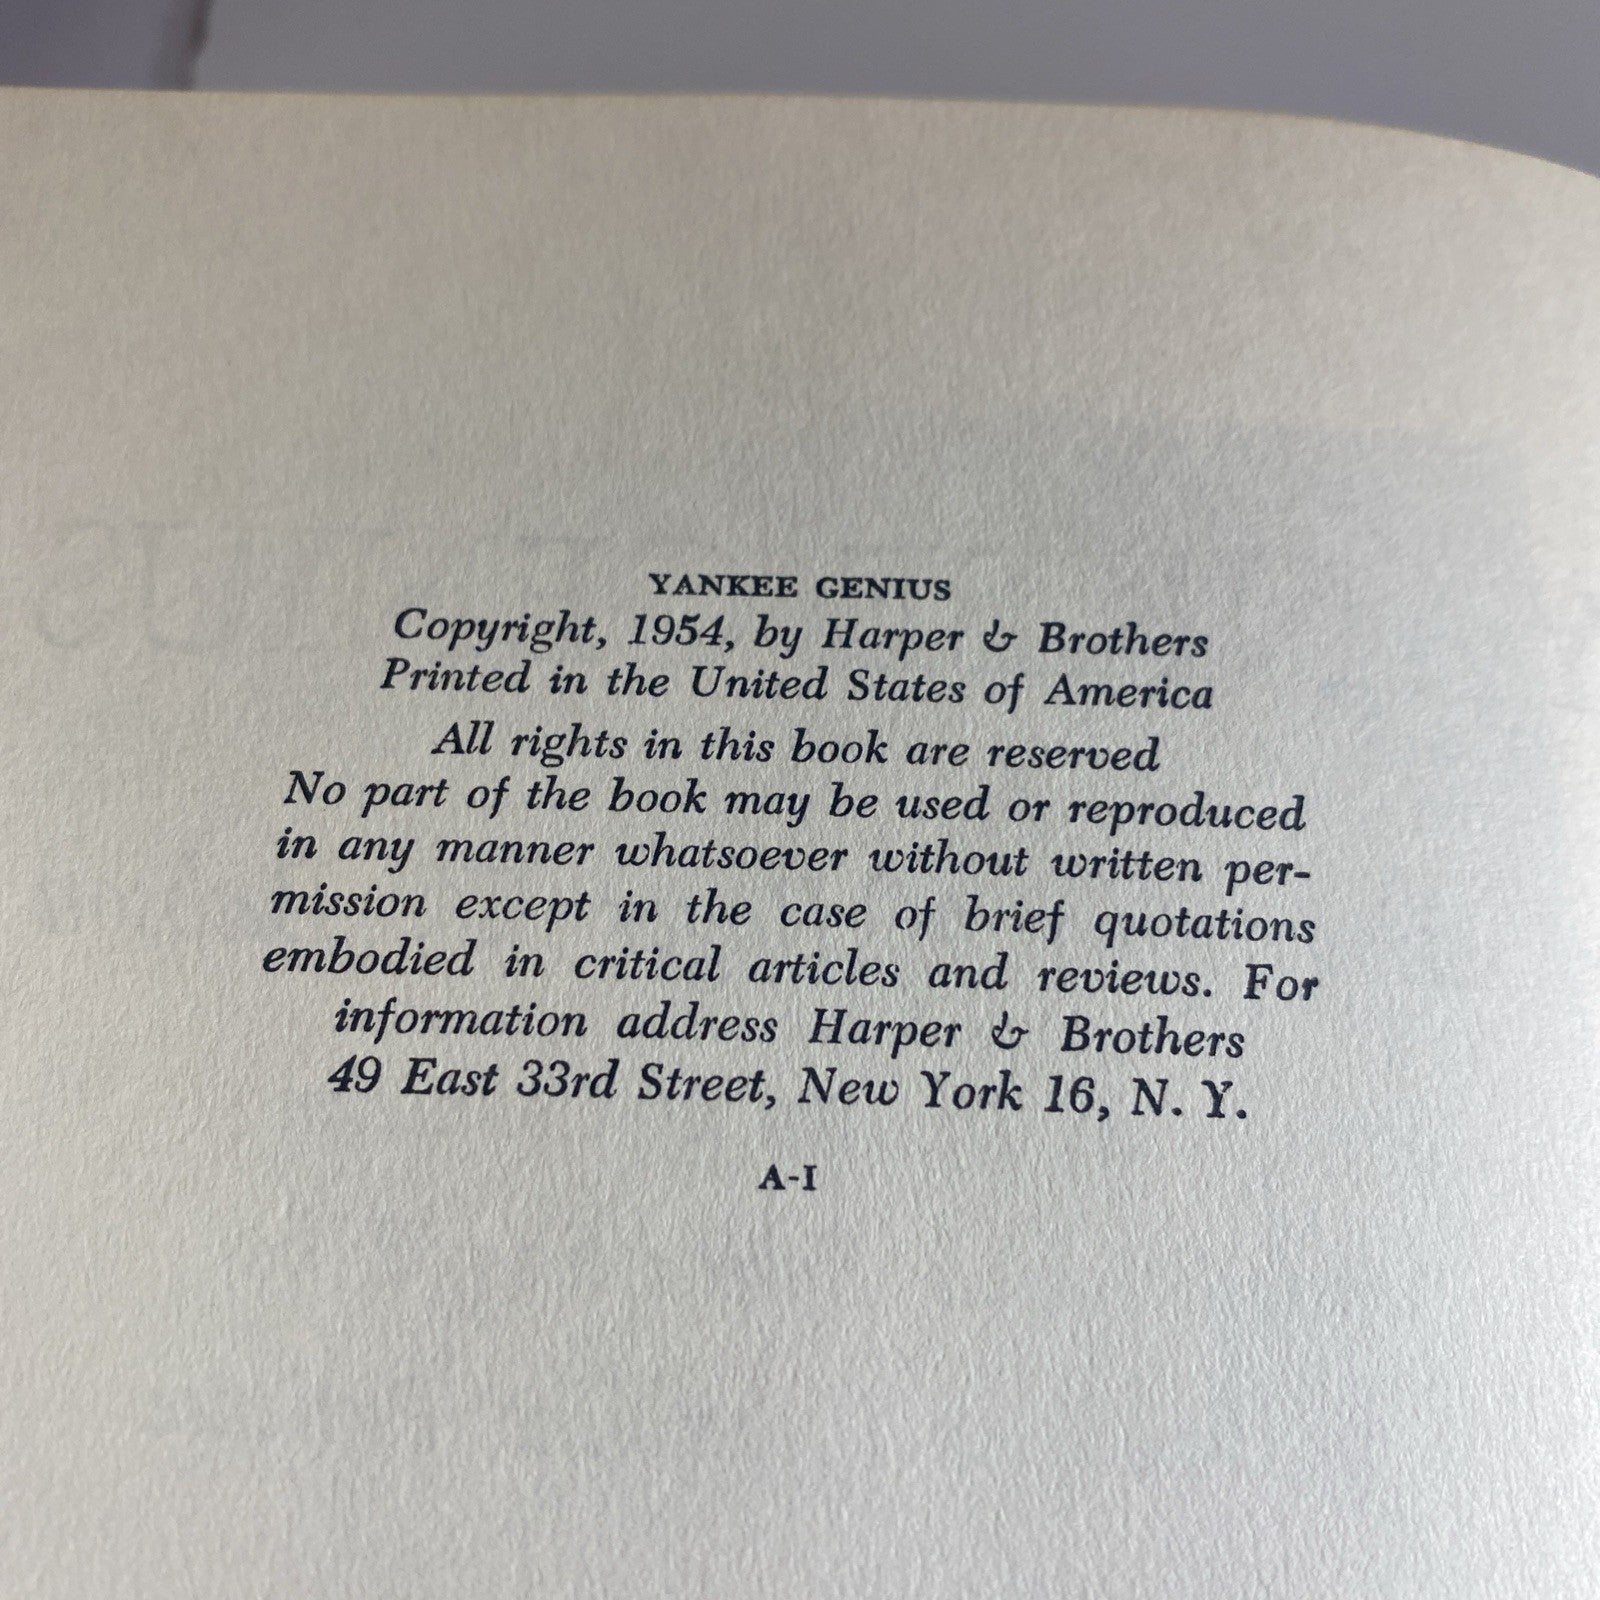 YANKEE GENIUS
Copyright, 1954, by Harper & Brothers
Printed in the United States of America
All rights in this book are reserved
No part of the book may be used or reproduced
in any manner whatsoever without written per-
mission except in the case of brief quotations
embodied in critical articles and reviews. For
information address Harper & Brothers
49 East 33rd Street, New York 16, N. Y.
A-I